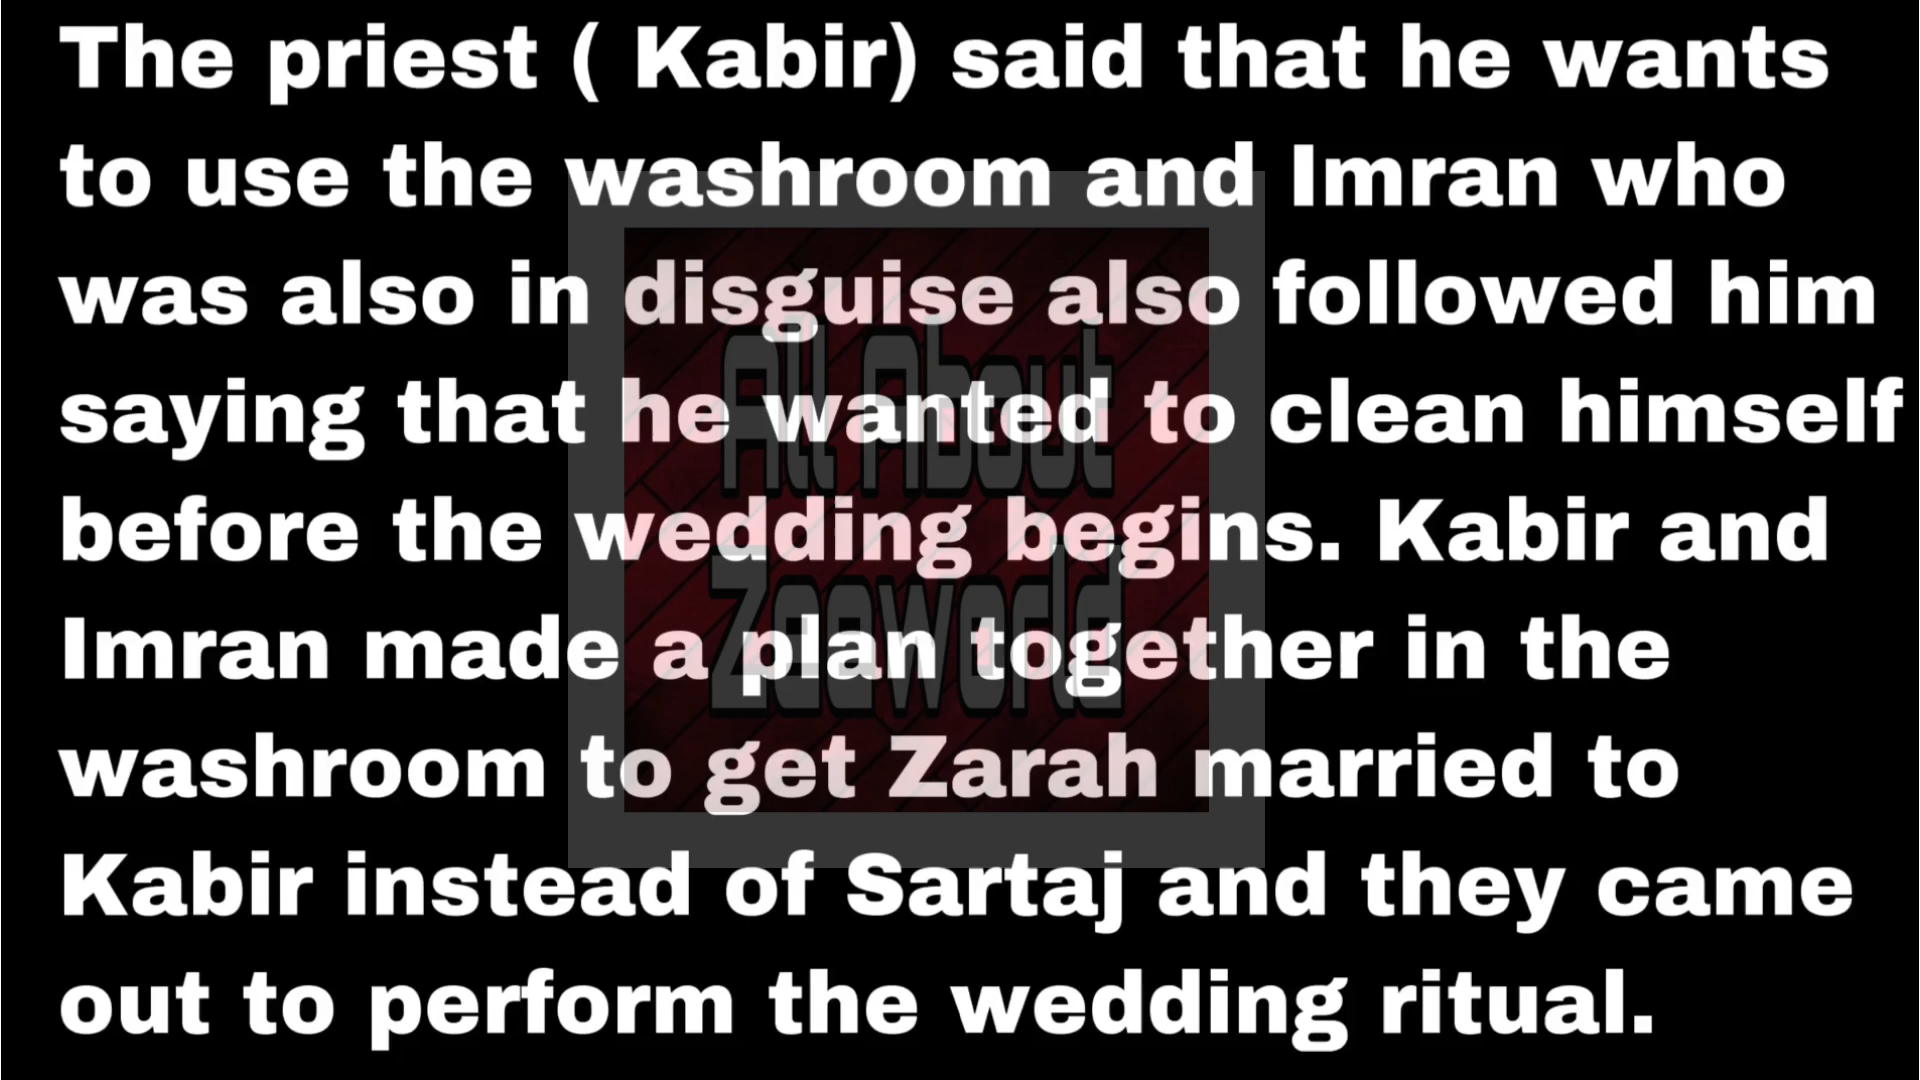 The priest ( Kabir) said that he wants
to use the washroom and Imran who
was also in disguise also followed him
saying that he wanted to clean himself
before the wedding begins. Kabir and
Imran made a plan together in the
washroom to get Zarah married to
Kabir instead of Sartaj and they came
out to perform the wedding ritual.
All About
Zeeworld